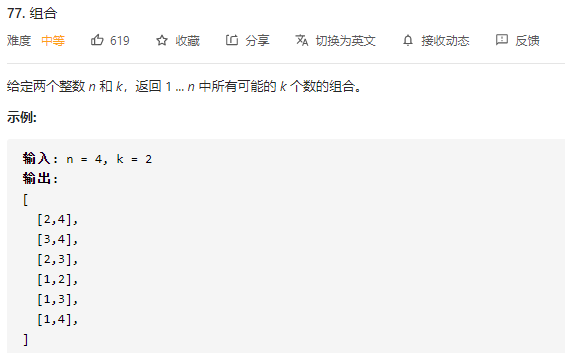 77. 组合
难度 中等 619 收藏 分享 切换为英文 接收动态 反馈
给定两个整数 n 和 k，返回 1 ... n 中所有可能的 k 个数的组合。
示例:
输入: n = 4, k = 2
输出:
[
[2,4],
[3,4],
[2,3],
[1,2],
[1,3],
[1,4],
]